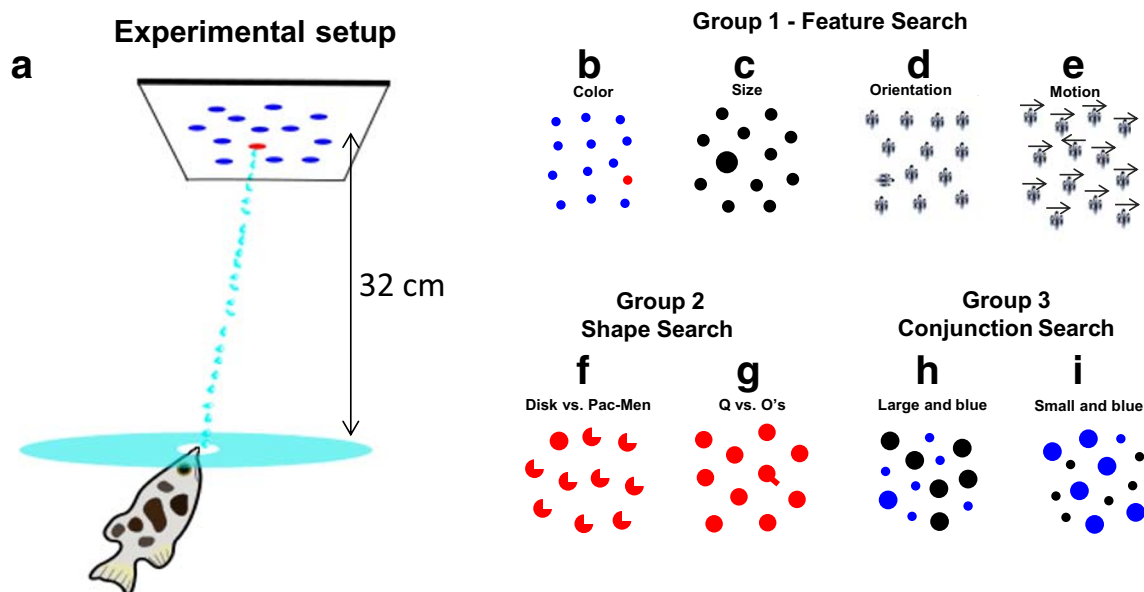 Experimental setup
a
32 cm
Group 1 - Feature Search
b
c
d
e
Color
Size
Orientation
Motion
Group 2
Shape Search
Group 3
Conjunction Search
f
g
h
i
Disk vs. Pac-Men
Q vs. O's
Large and blue
Small and blue